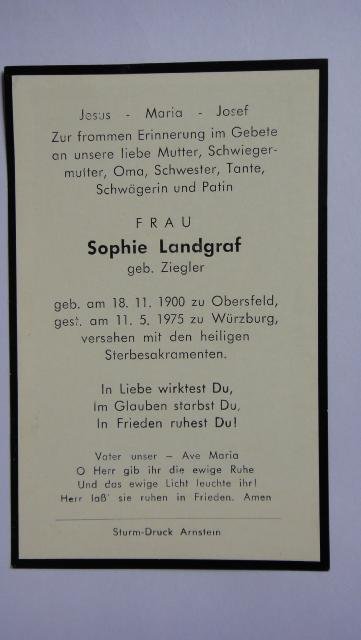 Jesus - Maria - Josef
Zur frommen Erinnerung im Gebete
an unsere liebe Mutter, Schwieger-
mutter, Oma, Schwester, Tante,
Schwägerin und Patin
FRAU
Sophie Landgraf
geb. Ziegler
geb. am 18. 11. 1900 zu Obersfeld,
gest. am 11. 5. 1975 zu Würzburg,
versehen mit den heiligen
Sterbesakramenten.
In Liebe wirktest Du,
Im Glauben starbst Du,
In Frieden ruhest Du!
Vater unser – Ave Maria
O Herr gib ihr die ewige Ruhe
Und das ewige Licht leuchte ihr!
Herr laß' sie ruhen in Frieden. Amen
Sturm-Druck Arnstein